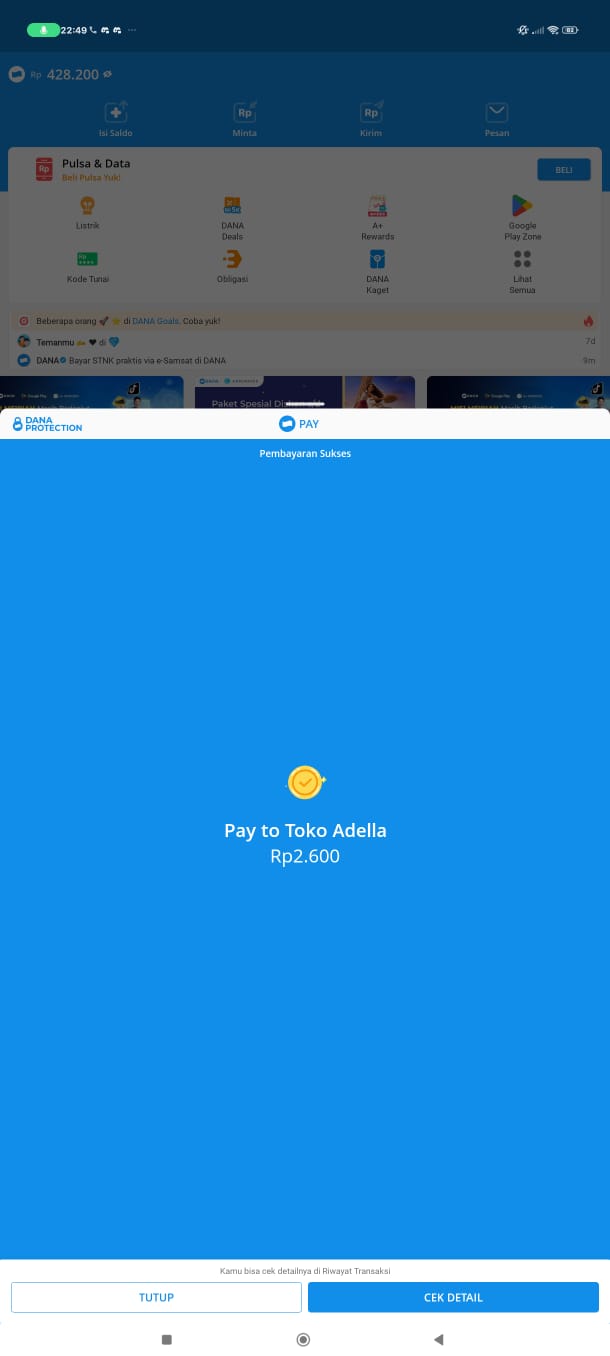 22:49
82
Rp 428.200
Isi Saldo
Rp
Minta
Rp
Kirim
Pesan
Rp
Pulsa & Data
Beli Pulsa Yuk!
BELI
Listrik
DANA
Deals
A+
Rewards
Google
Play Zone
Kode Tunai
Obligasi
DANA
Kaget
Lihat
Semua
Beberapa orang 🚀 ⭐ di DANA Goals. Coba yuk!
Temanmu di
7d
DANA Bayar STNK praktis via e-Samsat di DANA
9m
Paket Spesial
DANA
PROTECTION
PAY
Pembayaran Sukses
Pay to Toko Adella
Rp2.600
Kamu bisa cek detailnya di Riwayat Transaksi
TUTUP
CEK DETAIL